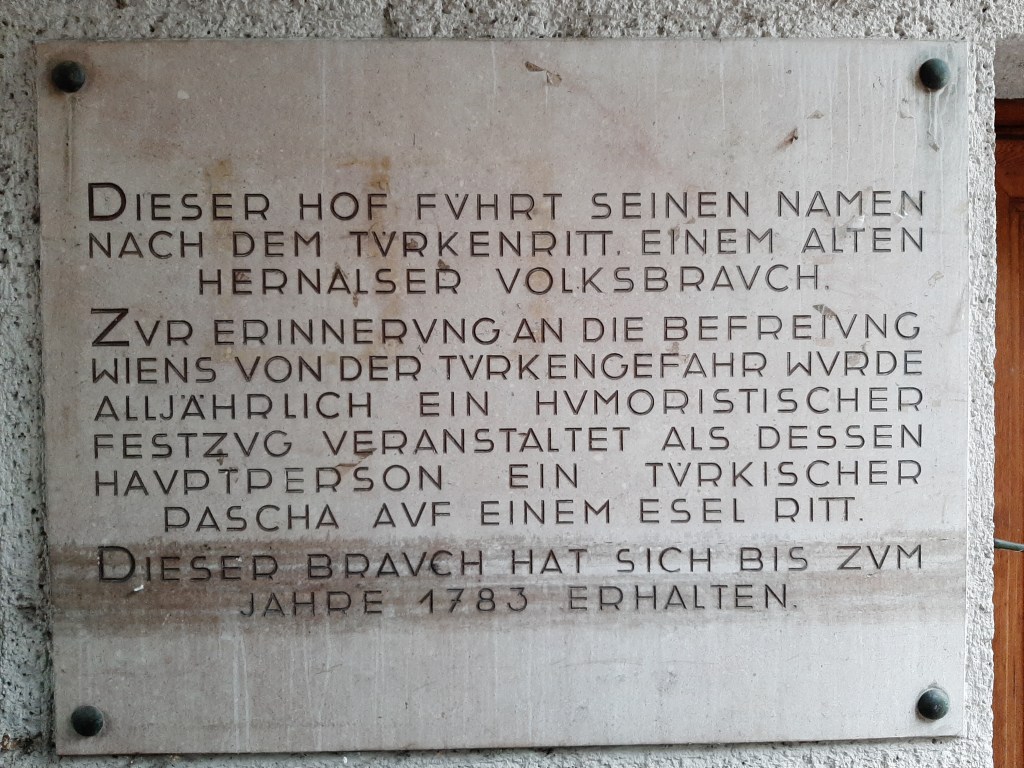 DIESER HOF FVHRT SEINEN NAMEN
NACH DEM TVRKENRITT. EINEM ALTEN
HERNALSER VOLKSBRAVCH.
ZVR ERINNERVNG AN DIE BEFREIVNG
WIENS VON DER TVRKENGEFAHR WVRDE
ALLJÄHRLICH EIN HVMORISTISCHER
FESTZVG VERANSTALTET ALS DESSEN
HAVPTPERSON EIN TVRKISCHER
PASCHA AVF EINEM ESEL RITT.
DIESER BRAVCH HAT SICH BIS ZVM
JAHRE 1783 ERHALTEN.